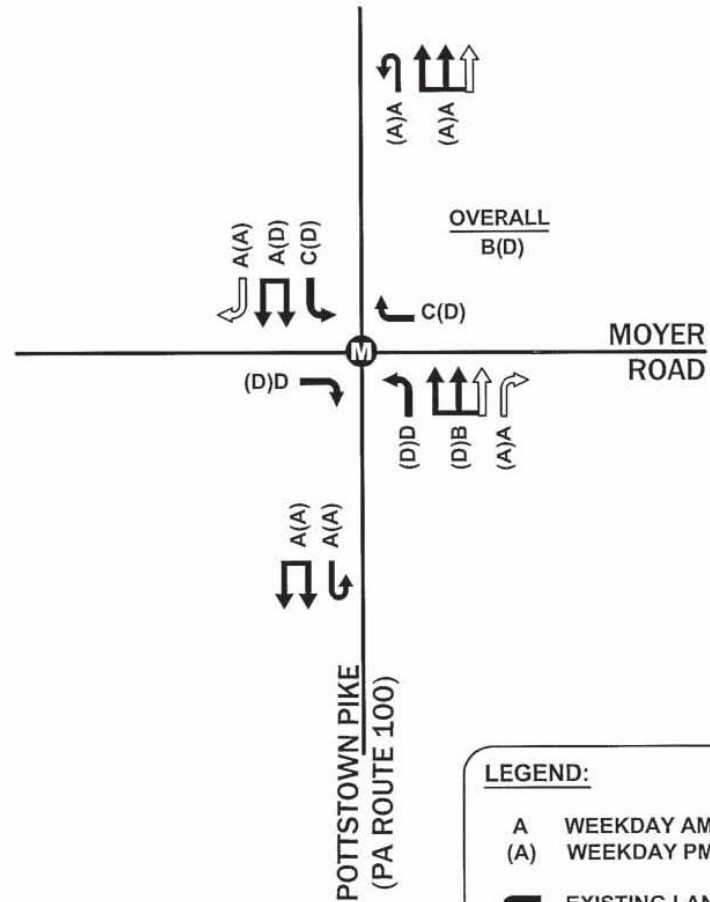 (A)A
(A)A
OVERALL
B(D)
A(A)
A(D)
C(D)
C(D)
M
MOYER
ROAD
(D)D
(D)D
(D)B
(A)A
A(A)
A(A)
POTTSTOWN PIKE
(PA ROUTE 100)
LEGEND:
A WEEKDAY AM
(A) WEEKDAY PM